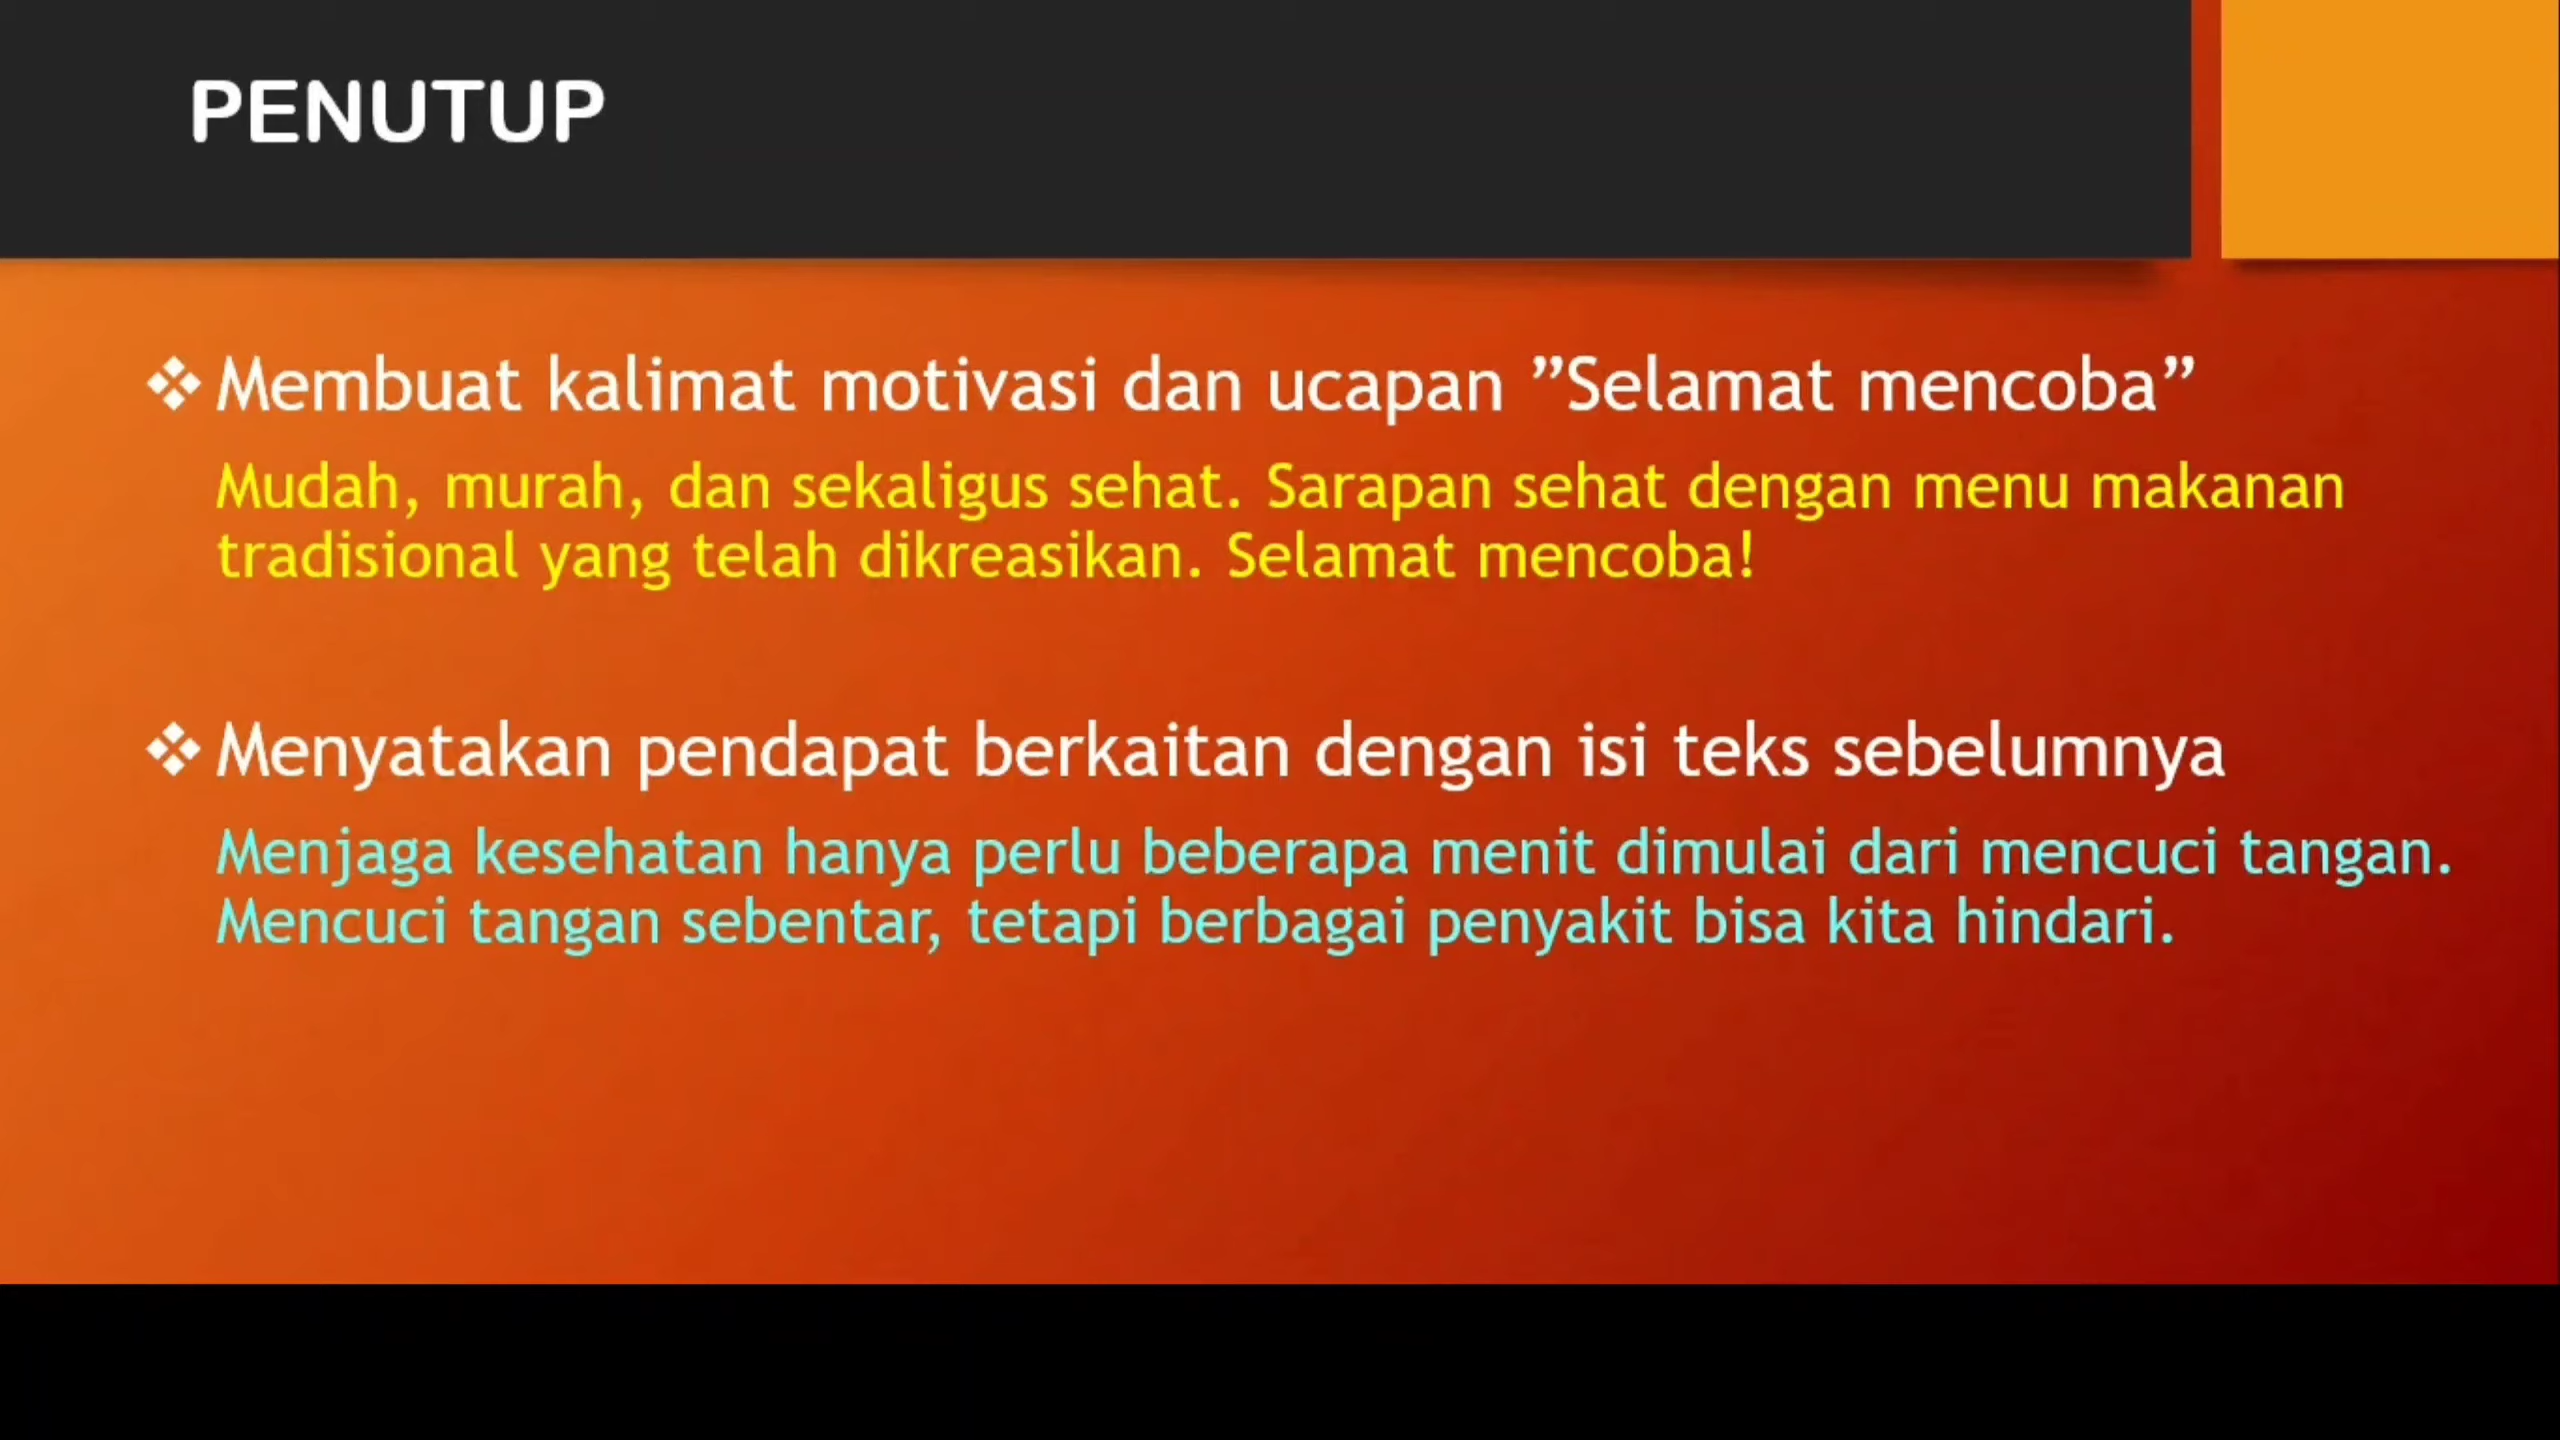 PENUTUP
❖ Membuat kalimat motivasi dan ucapan ”Selamat mencoba”
Mudah, murah, dan sekaligus sehat. Sarapan sehat dengan menu makanan
tradisional yang telah dikreasikan. Selamat mencoba!
❖ Menyatakan pendapat berkaitan dengan isi teks sebelumnya
Menjaga kesehatan hanya perlu beberapa menit dimulai dari mencuci tangan.
Mencuci tangan sebentar, tetapi berbagai penyakit bisa kita hindari.